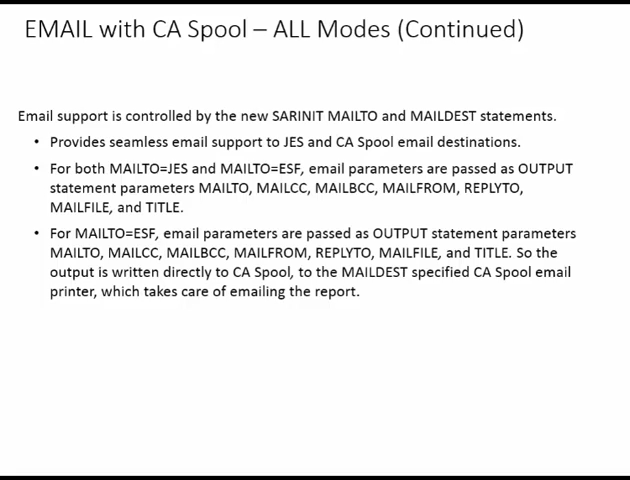 EMAIL with CA Spool – ALL Modes (Continued)
Email support is controlled by the new SARINIT MAILTO and MAILDEST statements.
• Provides seamless email support to JES and CA Spool email destinations.
• For both MAILTO=JES and MAILTO=ESF, email parameters are passed as OUTPUT
statement parameters MAILTO, MAILCC, MAILBCC, MAILFROM, REPLYTO,
MAILFILE, and TITLE.
• For MAILTO=ESF, email parameters are passed as OUTPUT statement parameters
MAILTO, MAILCC, MAILBCC, MAILFROM, REPLYTO, MAILFILE, and TITLE. So the
output is written directly to CA Spool, to the MAILDEST specified CA Spool email
printer, which takes care of emailing the report.